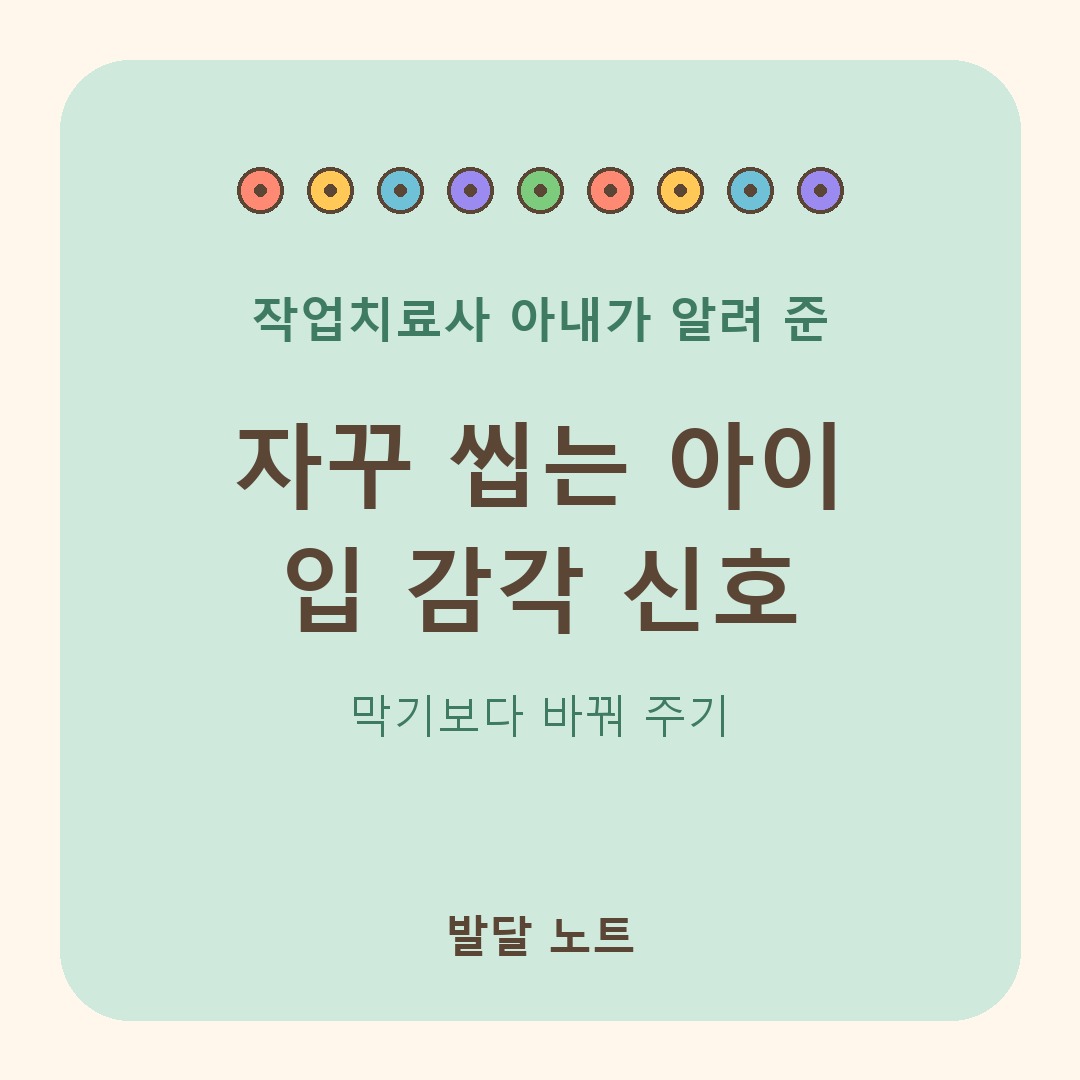 작업치료사 아내가 알려 준
자꾸 씹는 아이
입 감각 신호
막기보다 바꿔 주기
발달 노트